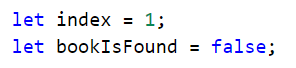 let index = 1;
let bookIsFound = false;